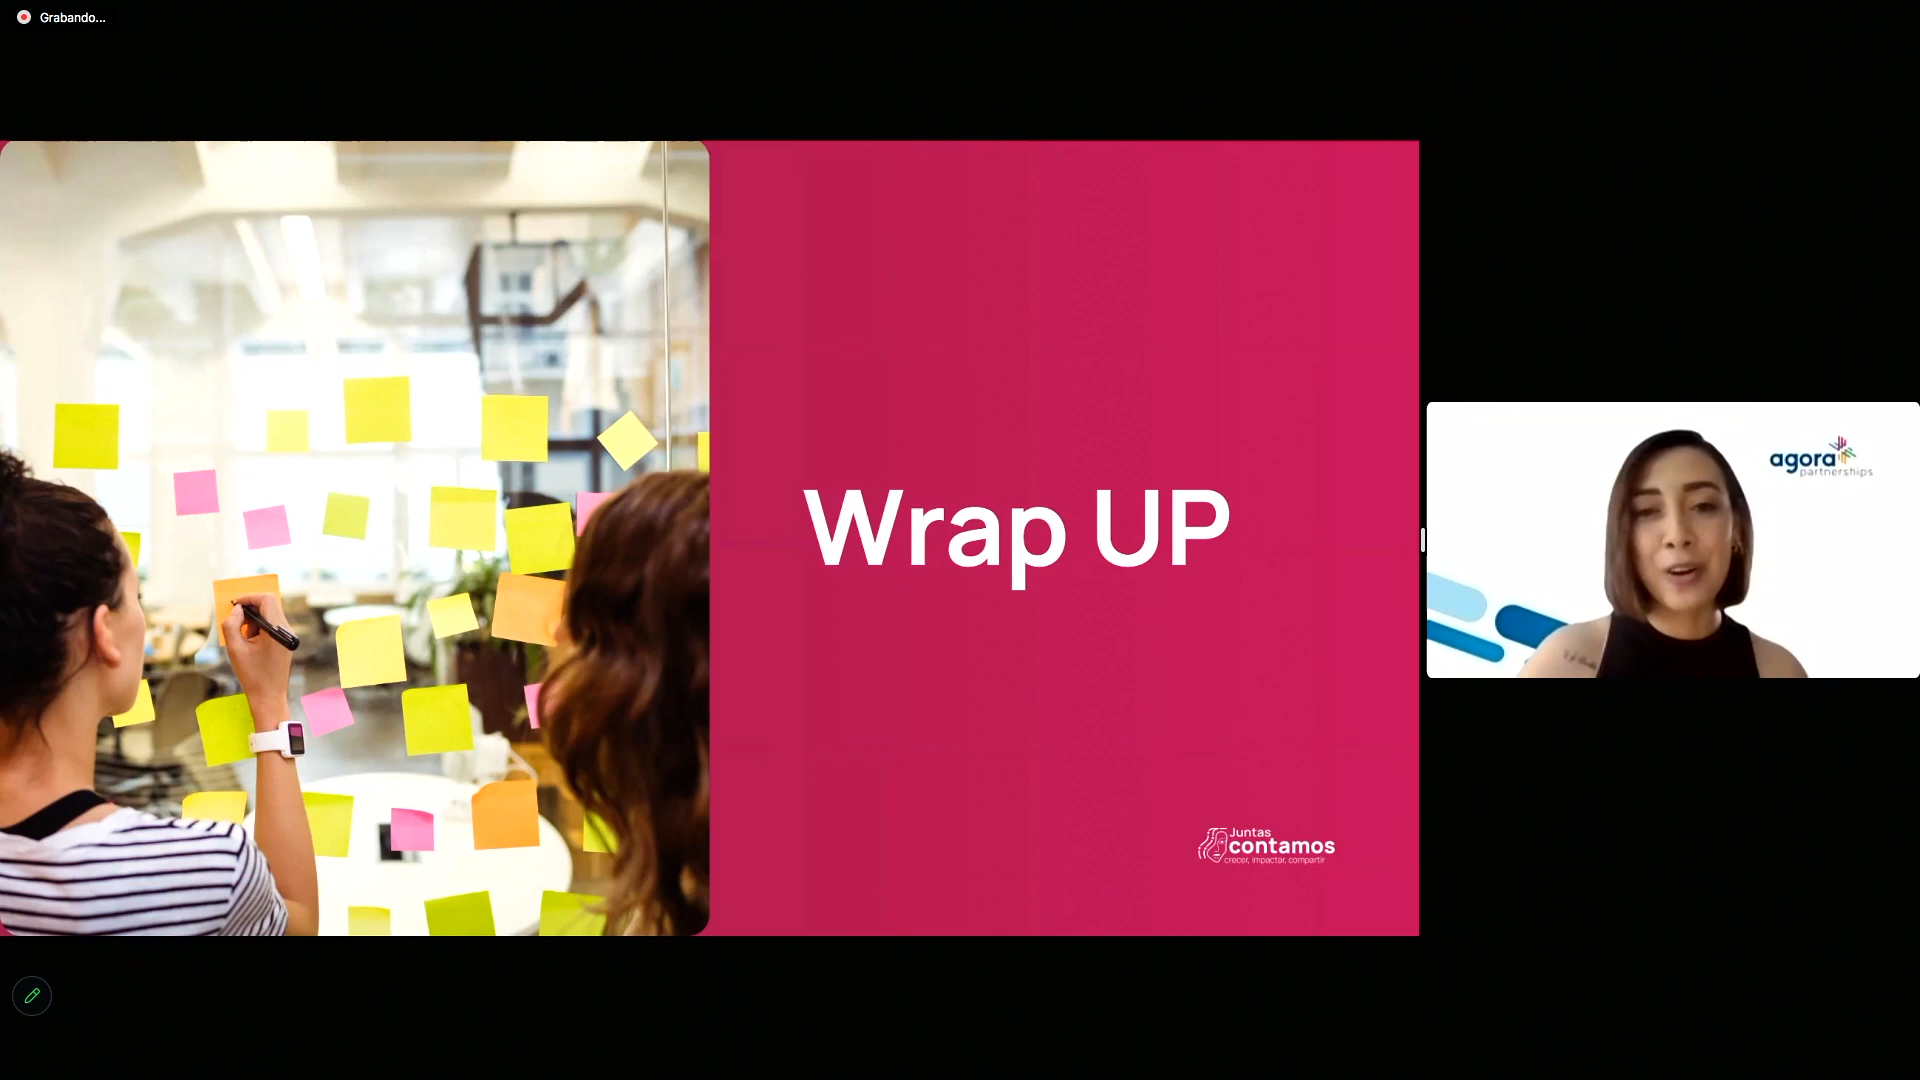 Grabando...
Wrap UP
Juntas
contamos
crecer, impactar, compartir
agora
partnerships